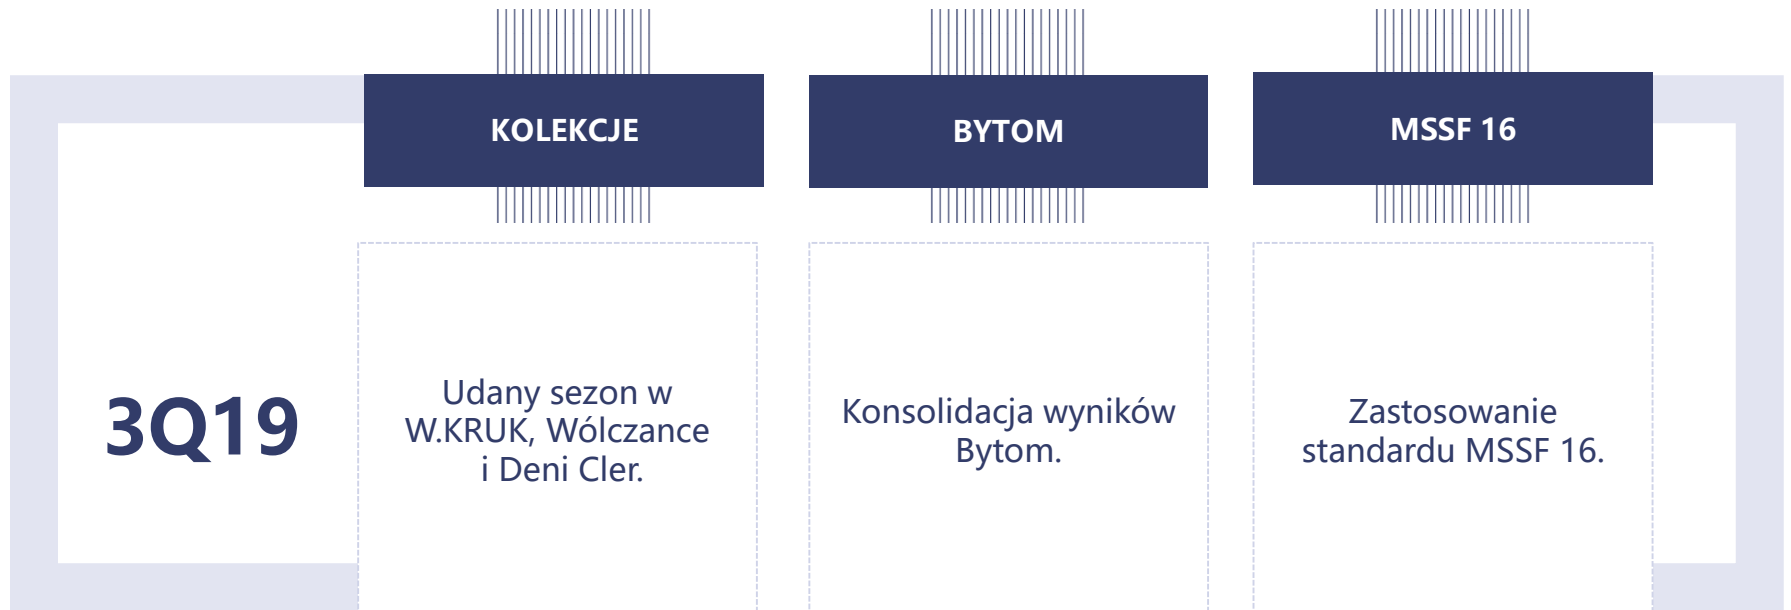 KOLEKCJE
BYTOM
MSSF 16
3Q19
Udany sezon w
W.KRUK, Wólczance
i Deni Cler.
Konsolidacja wyników
Bytom.
Zastosowanie
standardu MSSF 16.